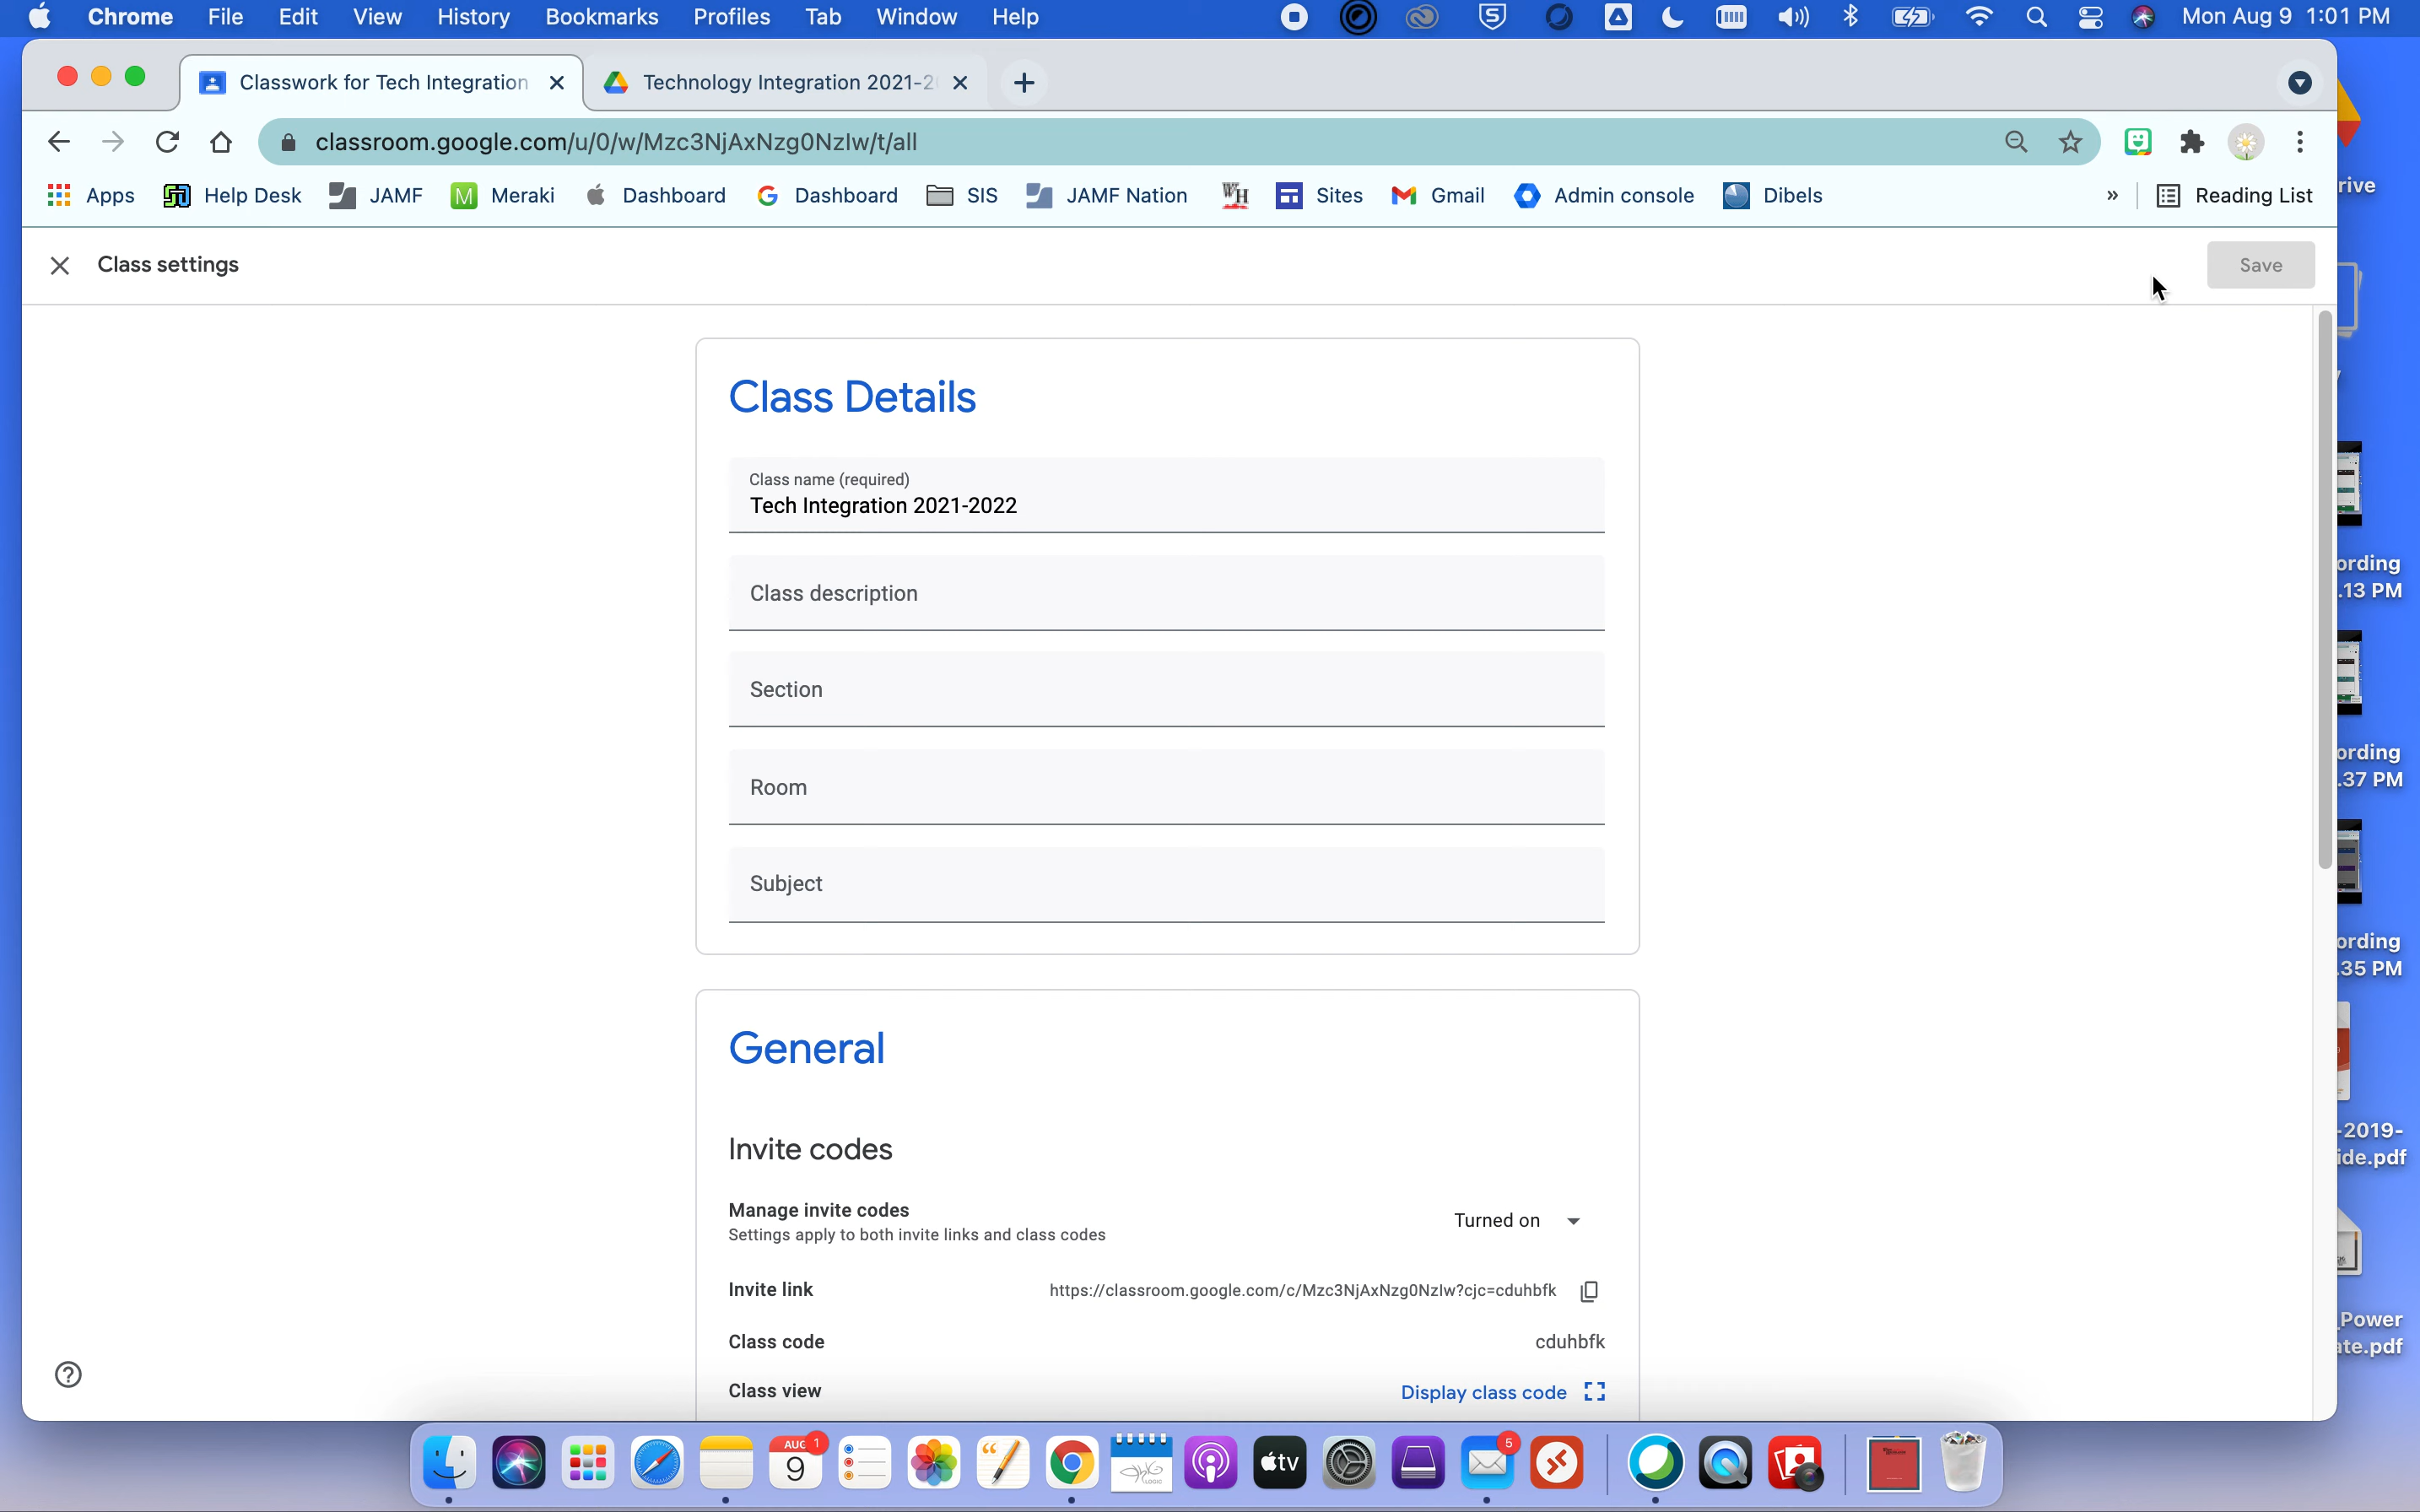 Chrome File Edit View History Bookmarks Profiles Tab Window Help Mon Aug 9 1:01 PM
Classwork for Tech Integration Technology Integration 2021-2
classroom.google.com/u/0/w/Mzc3NjAxNzg0NzIw/t/all
Apps Help Desk JAMF Meraki Dashboard Dashboard SIS JAMF Nation WH Sites Gmail Admin console Dibels » Reading List
rive
Class settings Save
Class Details
Class name (required)
Tech Integration 2021-2022
Class description
Section
Room
Subject
ording
.13 PM
ording
.37 PM
ording
.35 PM
General
Invite codes
Manage invite codes
Settings apply to both invite links and class codes
Turned on
Invite link https://classroom.google.com/c/Mzc3NjAxNzg0NzIw?cjc=cduhbfk
Class code cduhbfk
Class view Display class code
-2019-
ide.pdf
Power
ate.pdf
AUG 1
9
tv
5